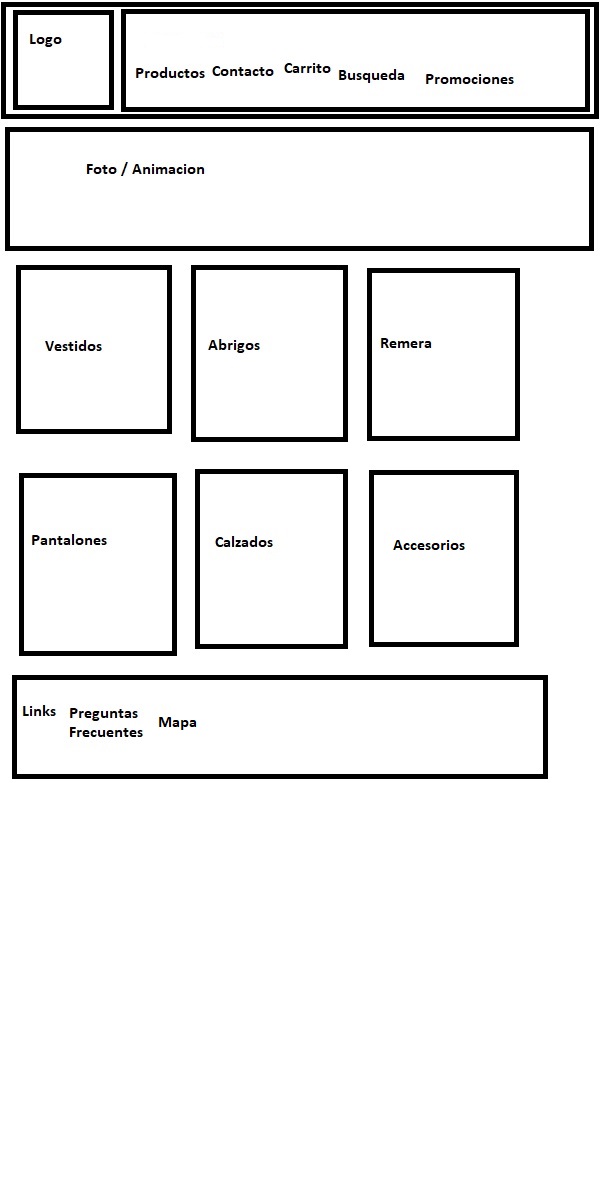 Logo
Productos Contacto Carrito Busqueda Promociones
Foto / Animacion
Vestidos
Abrigos
Remera
Pantalones
Calzados
Accesorios
Links
Preguntas
Frecuentes
Mapa